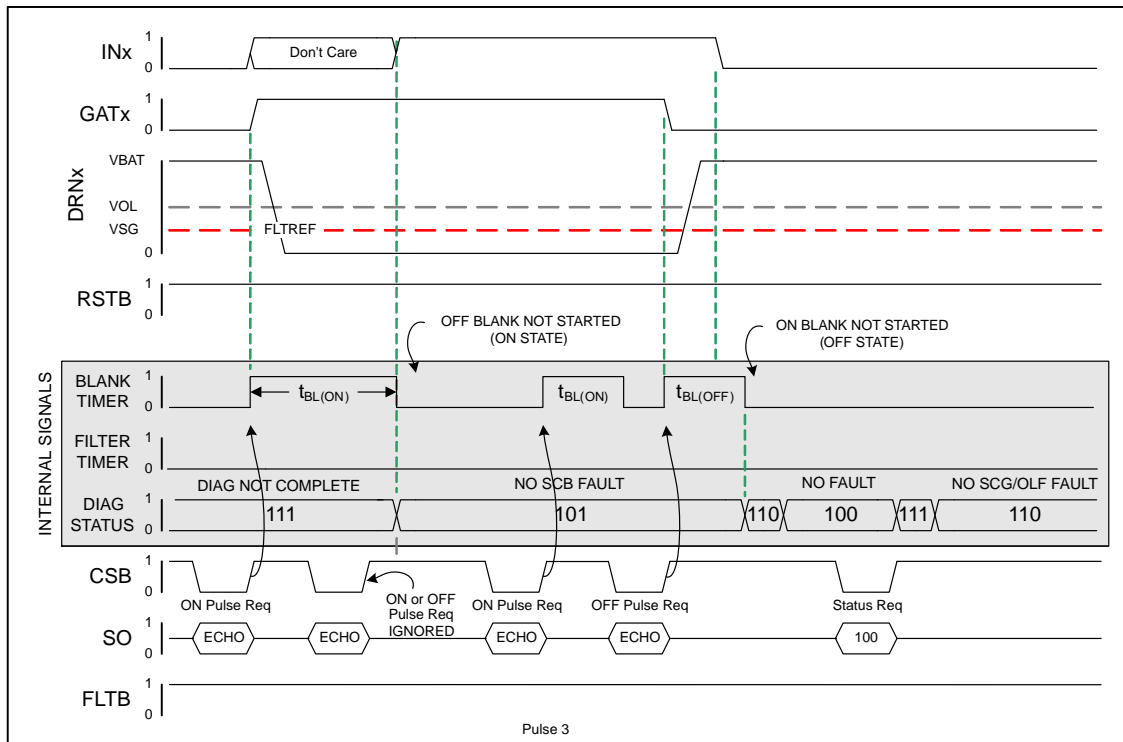 INx
1
0
Don't Care
GATx
1
0
DRNx
VBAT
VOL
VSG
FLTREF
0
RSTB
1
0
OFF BLANK NOT STARTED
(ON STATE)
ON BLANK NOT STARTED
(OFF STATE)
INTERNAL SIGNALS
BLANK
TIMER
1
0
tBL(ON)
tBL(ON)
tBL(OFF)
FILTER
TIMER
1
0
DIAG NOT COMPLETE
NO SCB FAULT
NO FAULT
NO SCG/OLF FAULT
DIAG
STATUS
1
0
111
101
110
100
111
110
CSB
1
0
ON Pulse Req
ON or OFF
Pulse Req
IGNORED
ON Pulse Req
OFF Pulse Req
Status Req
SO
1
0
ECHO
ECHO
ECHO
ECHO
100
FLTB
1
0
Pulse 3